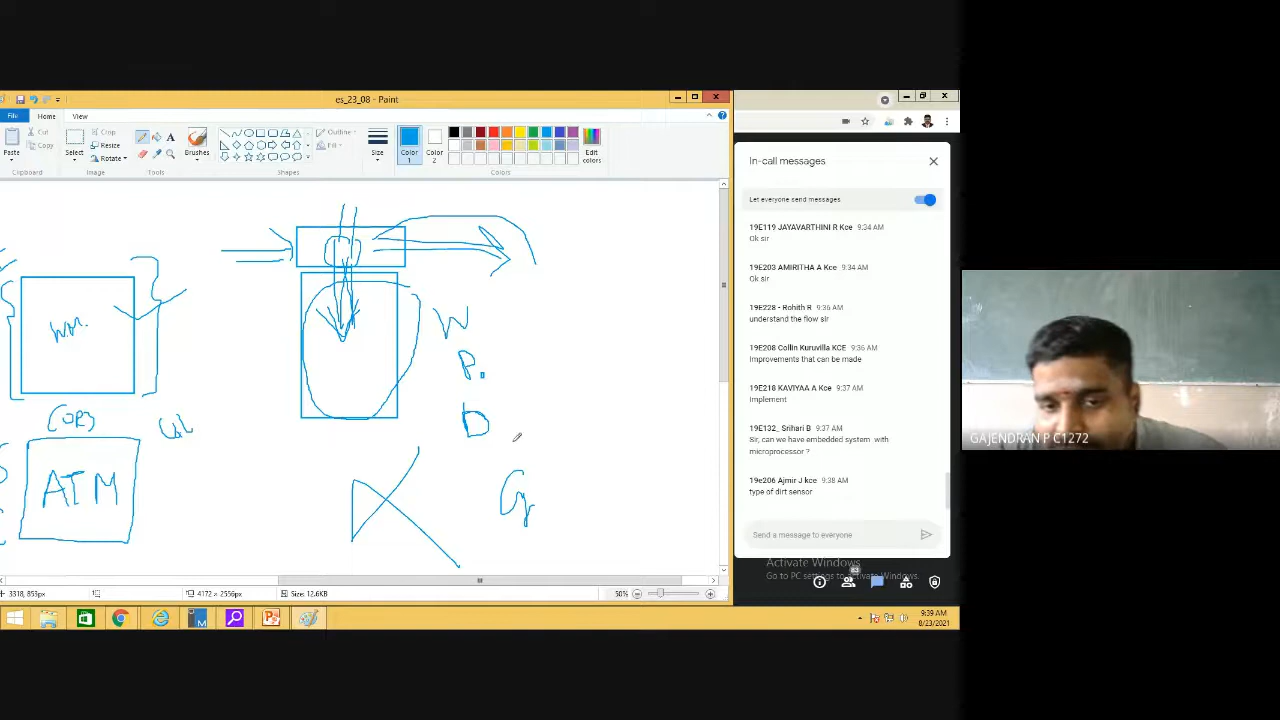 es_23_08 - Paint
File
Home
View
Paste
Cut
Copy
Clipboard
Select
Crop
Resize
Rotate
Image
Tools
Brushes
Outline
Fill
Shapes
Size
Color 1
Color 2
Edit colors
Colors
W.M.
W
P.
D
ATM
3318, 853px
4172 × 2556px
Size: 12.6KB
50%
In-call messages
Let everyone send messages
19E119 JAYAVARTHINI R Kce 9:34 AM
Ok sir
19E203 AMIRITHA A Kce 9:34 AM
Ok sir
19E228 - Rohith R 9:36 AM
understand the flow sir
19E208 Collin Kuruvilla KCE 9:36 AM
Improvements that can be made
19E218 KAVIYAA A Kce 9:37 AM
Implement
19E132_ Srihari B 9:37 AM
Sir, can we have embedded system with
microprocessor ?
19e206 Ajmir J kce 9:38 AM
type of dirt sensor
Send a message to everyone
Activate Windows
Go to PC settings to activate Windows.
9:39 AM
8/23/2021
GAJENDRAN P C1272